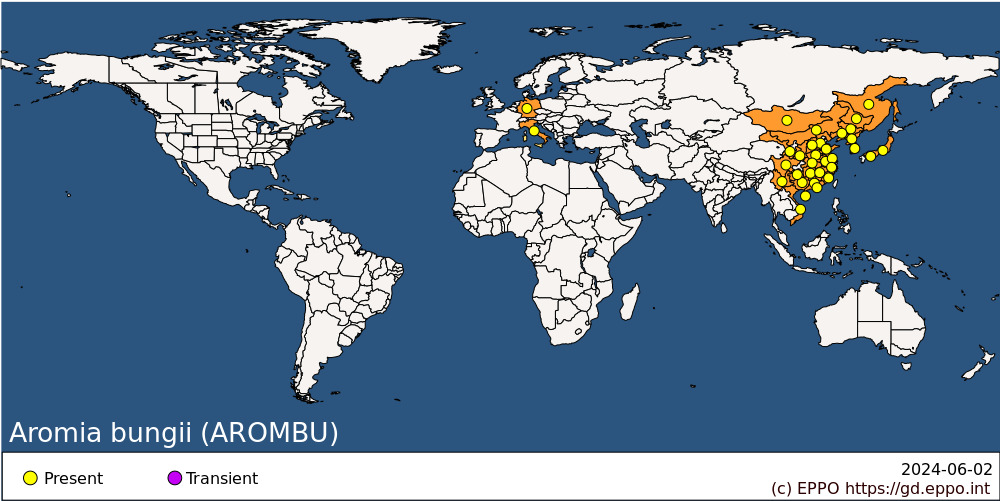 Aromia bungii (AROMBU)
Present
Transient
2024-06-02
(c) EPPO https://gd.eppo.int